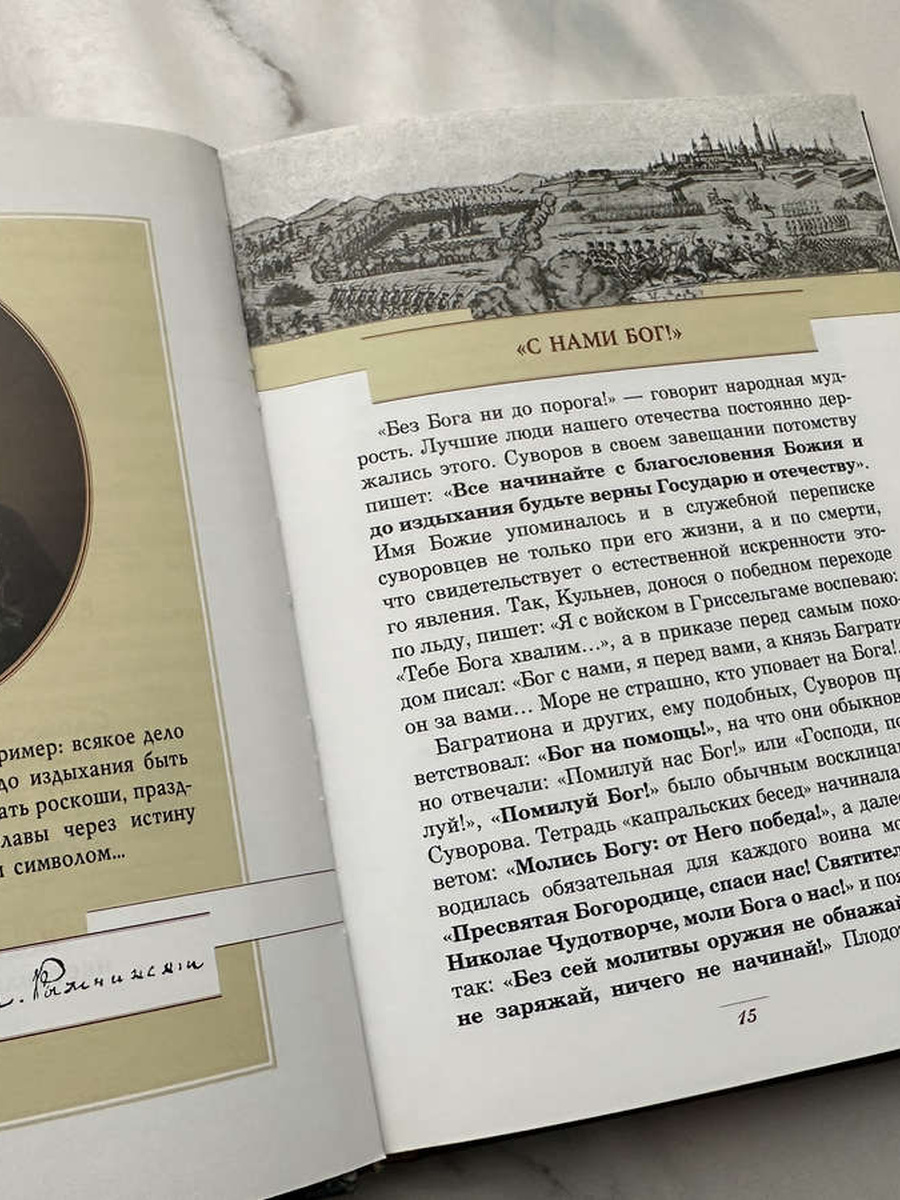 ример: всякое дело
до издыхания быть
ать роскоши, празд-
лавы через истину
и символом...
«С НАМИ БОГ!»
«Без Бога ни до порога!» — говорит народная муд-
рость. Лучшие люди нашего отечества постоянно дер-
жались этого. Суворов в своем завещании потомству
пишет: «Все начинайте с благословения Божия и
до издыхания будьте верны Государю и отечеству».
Имя Божие упоминалось и в служебной переписке
суворовцев не только при его жизни, а и по смерти,
что свидетельствует о естественной искренности это-
го явления. Так, Кульнев, донося о победном переходе
по льду, пишет: «Я с войском в Гриссельгаме воспеваю:
«Тебе Бога хвалим...», а в приказе перед самым похо-
дом писал: «Бог с нами, я перед вами, а князь Баграти
он за вами... Море не страшно, кто уповает на Бога!
Багратиона и других, ему подобных, Суворов пр
ветствовал: «Бог на помощь!», на что они обыкнов
но отвечали: «Помилуй нас Бог!» или «Господи, по
луй!», «Помилуй Бог!» было обычным восклицан
Суворова. Тетрадь «капральских бесед» начинала
ветом: «Молись Богу: от Него победа!», а далее
водилась обязательная для каждого воина мо
«Пресвятая Богородице, спаси нас! Святител
Николае Чудотворче, моли Бога о нас!» и поя
так: «Без сей молитвы оружия не обнажай
не заряжай, ничего не начинай!» Плодот
15